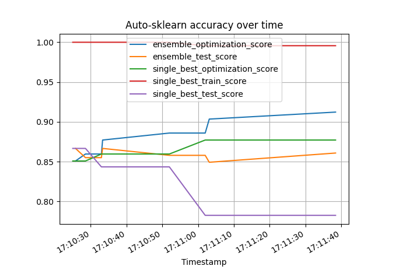 Auto-sklearn accuracy over time
1.00
0.95
0.90
0.85
0.80
ensemble_optimization_score
ensemble_test_score
single_best_optimization_score
single_best_train_score
single_best_test_score
17:10:30
17:10:40
17:10:50
17:11:00
17:11:10
17:11:20
17:11:30
17:11:40
Timestamp